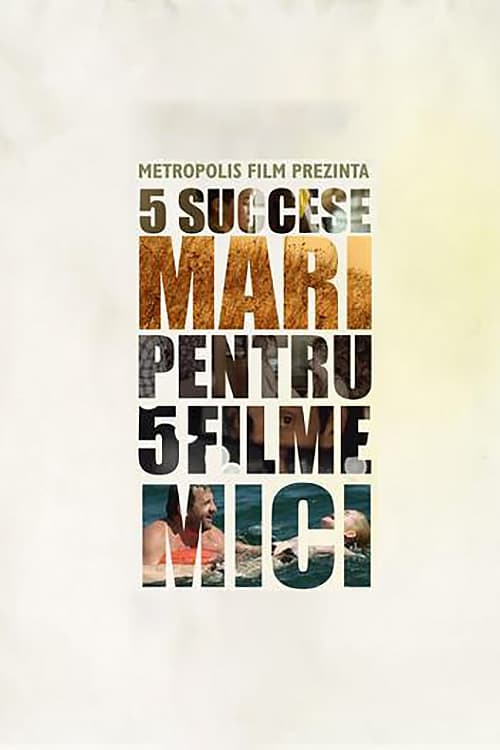 METROPOLIS FILM PREZINTA
5 SUCCESE
MARI
PENTRU
5 FILME
MICI